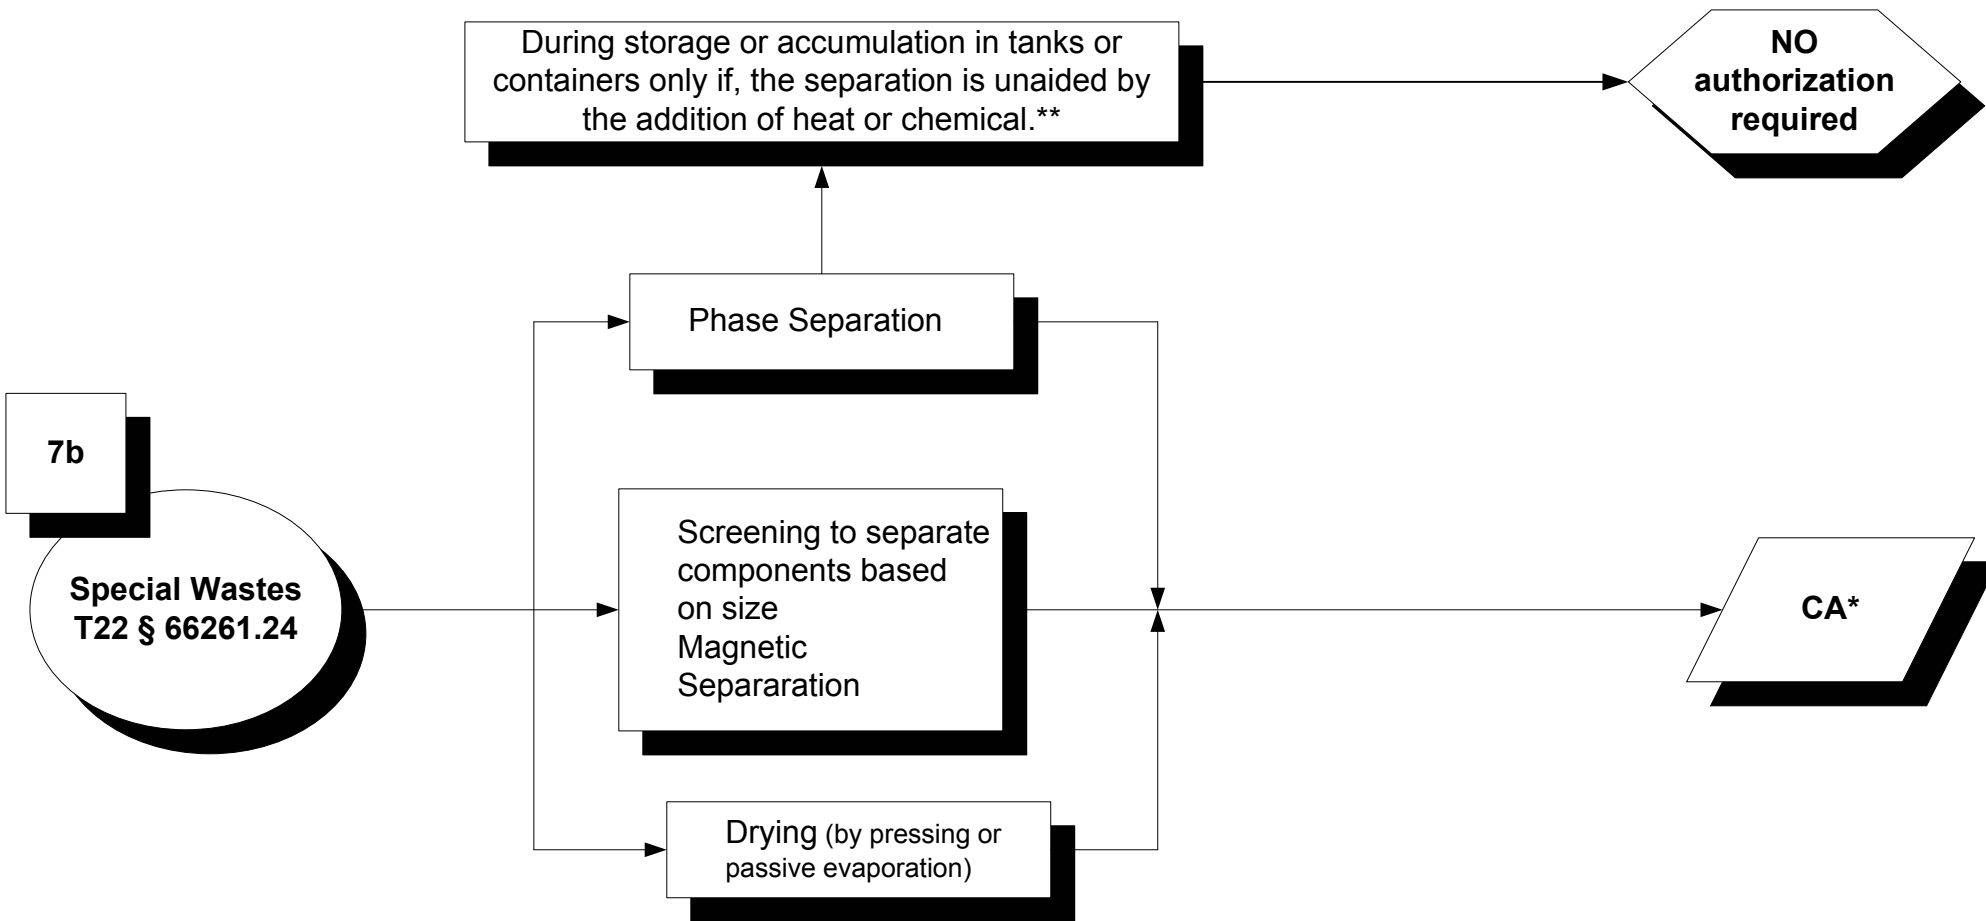 During storage or accumulation in tanks or
containers only if, the separation is unaided by
the addition of heat or chemical.**
NO
authorization
required
Phase Separation
7b
Special Wastes
T22 § 66261.24
Screening to separate
components based
on size
Magnetic
Separaration
CA*
Drying (by pressing or
passive evaporation)